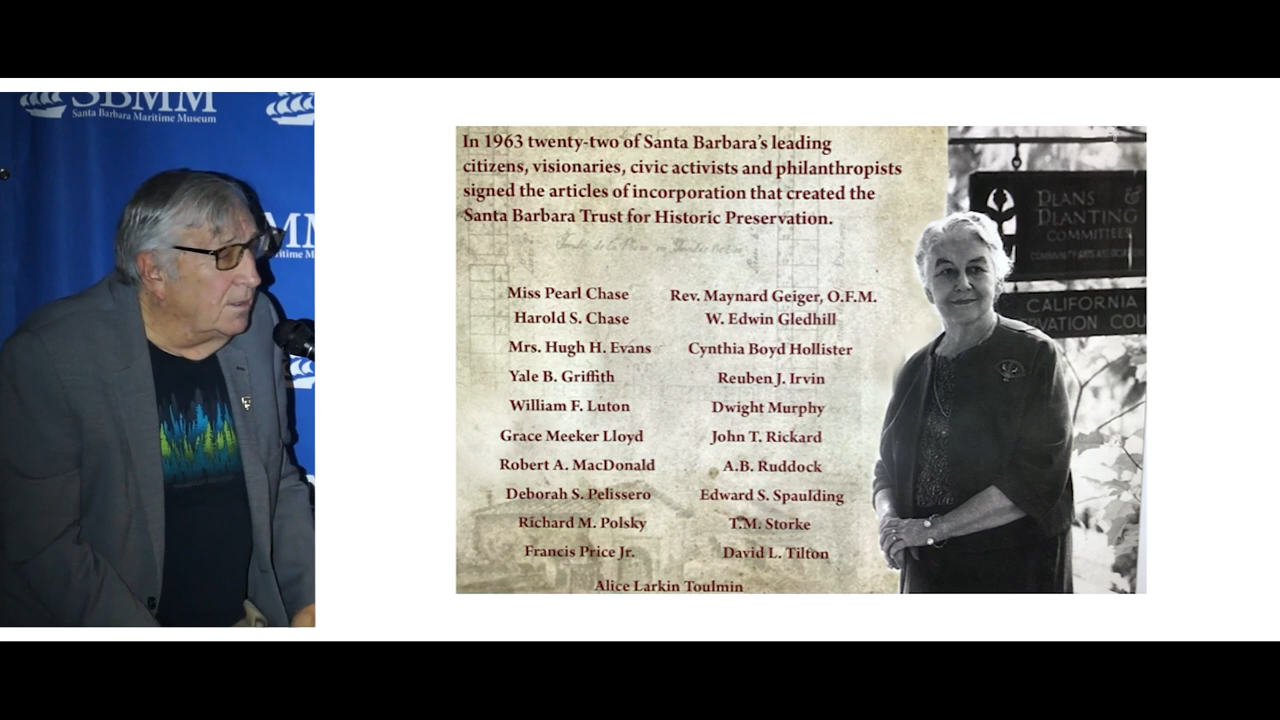 SBMM
Santa Barbara Maritime Museum
In 1963 twenty-two of Santa Barbara's leading
citizens, visionaries, civic activists and philanthropists
signed the articles of incorporation that created the
Santa Barbara Trust for Historic Preservation.
Miss Pearl Chase
Harold S. Chase
Mrs. Hugh H. Evans
Yale B. Griffith
William F. Luton
Grace Meeker Lloyd
Robert A. MacDonald
Deborah S. Pelissero
Richard M. Polsky
Francis Price Jr.
Rev. Maynard Geiger, O.F.M.
W. Edwin Gledhill
Cynthia Boyd Hollister
Reuben J. Irvin
Dwight Murphy
John T. Rickard
A.B. Ruddock
Edward S. Spaulding
T.M. Storke
David L. Tilton
Alice Larkin Toulmin
PLANS &
PLANTING
COMMITTEES
CALIFORNIA